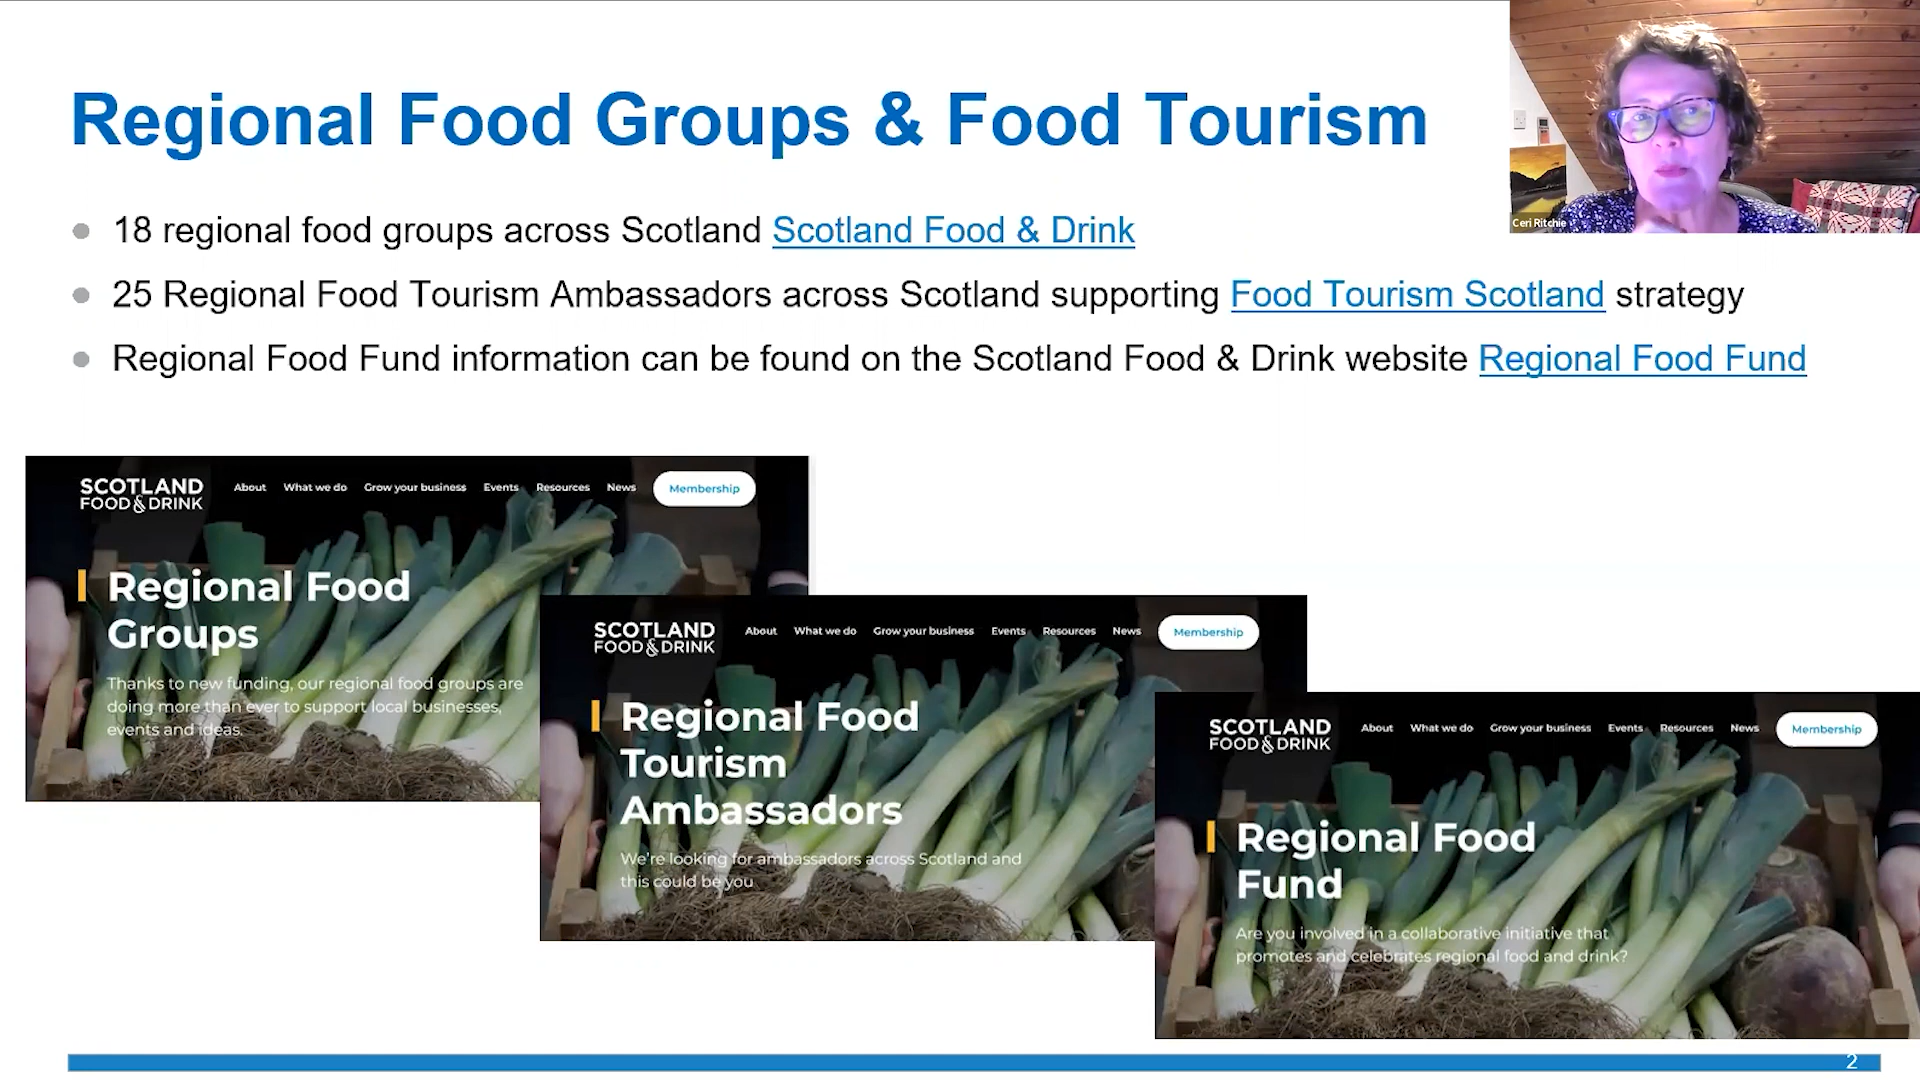 Regional Food Groups & Food Tourism
Ceri Ritchie
18 regional food groups across Scotland Scotland Food & Drink
25 Regional Food Tourism Ambassadors across Scotland supporting Food Tourism Scotland strategy
Regional Food Fund information can be found on the Scotland Food & Drink website Regional Food Fund
SCOTLAND
FOOD & DRINK
About What we do Grow your business Events Resources News Membership
Regional Food
Groups
Thanks to new funding, our regional food groups are
doing more than ever to support local businesses,
events and ideas.
SCOTLAND
FOOD & DRINK
About What we do Grow your business Events Resources News Membership
Regional Food
Tourism
Ambassadors
We're looking for ambassadors across Scotland and
this could be you
SCOTLAND
FOOD & DRINK
About What we do Grow your business Events Resources News Membership
Regional Food
Fund
Are you involved in a collaborative initiative that
promotes and celebrates regional food and drink?
2